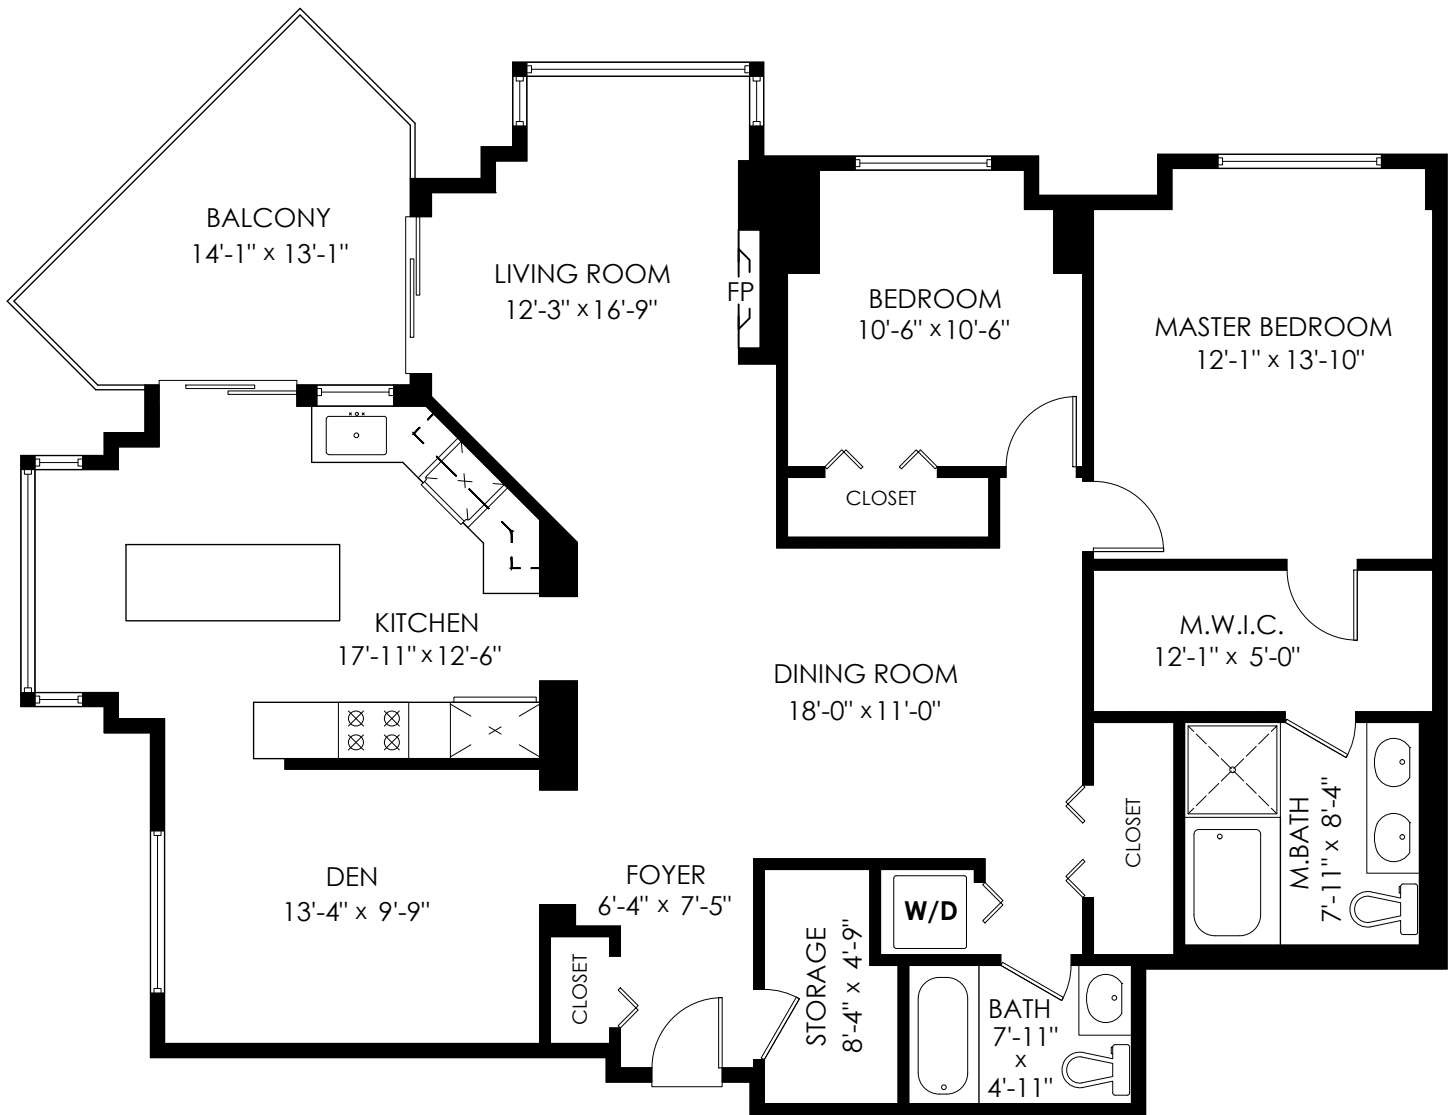 BALCONY
14'-1" x 13'-1"
LIVING ROOM
12'-3" x 16'-9"
FP
BEDROOM
10'-6" x 10'-6"
MASTER BEDROOM
12'-1" x 13'-10"
CLOSET
KITCHEN
17'-11" x 12'-6"
M.W.I.C.
12'-1" x 5'-0"
DINING ROOM
18'-0" x 11'-0"
CLOSET
M.BATH
7'-11" x 8'-4"
DEN
13'-4" x 9'-9"
FOYER
6'-4" x 7'-5"
W/D
CLOSET
STORAGE
8'-4" x 4'-9"
BATH
7'-11"
x
4'-11"